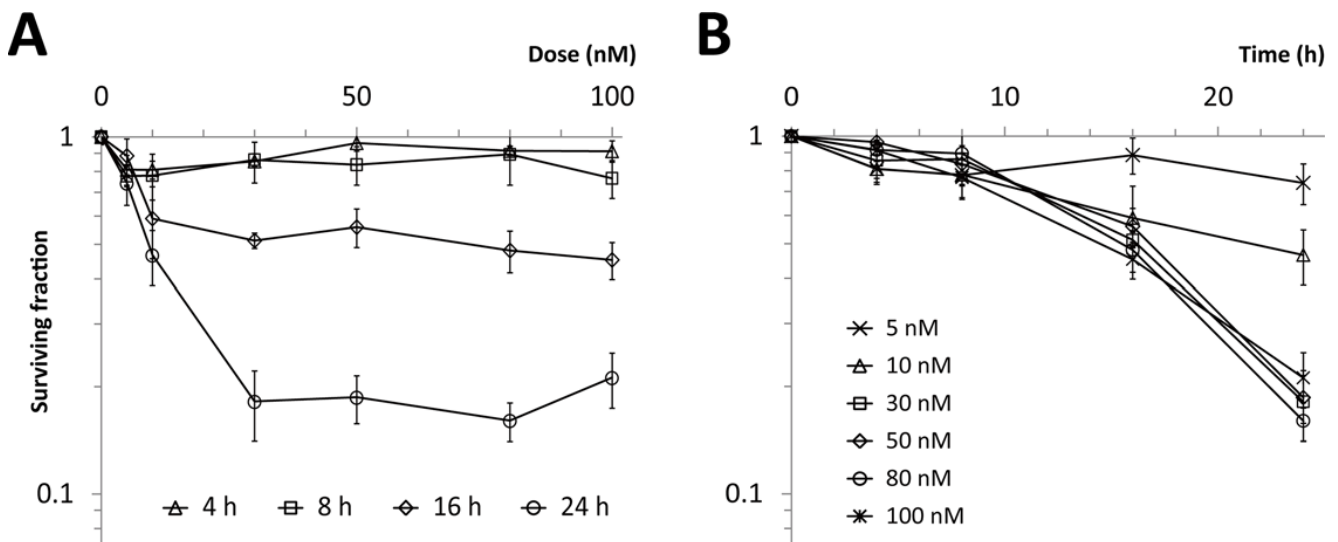 A
Dose (nM)
0 50 100
1
0.1
Surviving fraction
4 h 8 h 16 h 24 h
B
Time (h)
0 10 20
1
0.1
5 nM
10 nM
30 nM
50 nM
80 nM
100 nM